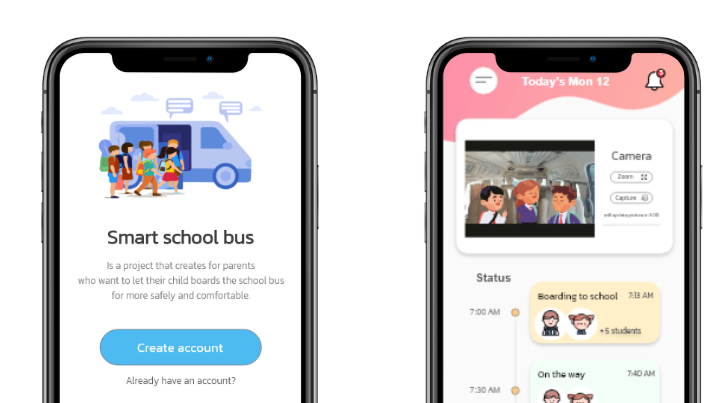 Smart school bus
Is a project that creates for parents
who want to let their child boards the school bus
for more safely and comfortable.
Create account
Already have an account?
Today's Mon 12
Camera
Zoom
Capture
Status
7:00 AM
Boarding to school 7:13 AM
+5 students
7:30 AM
On the way 7:40 AM